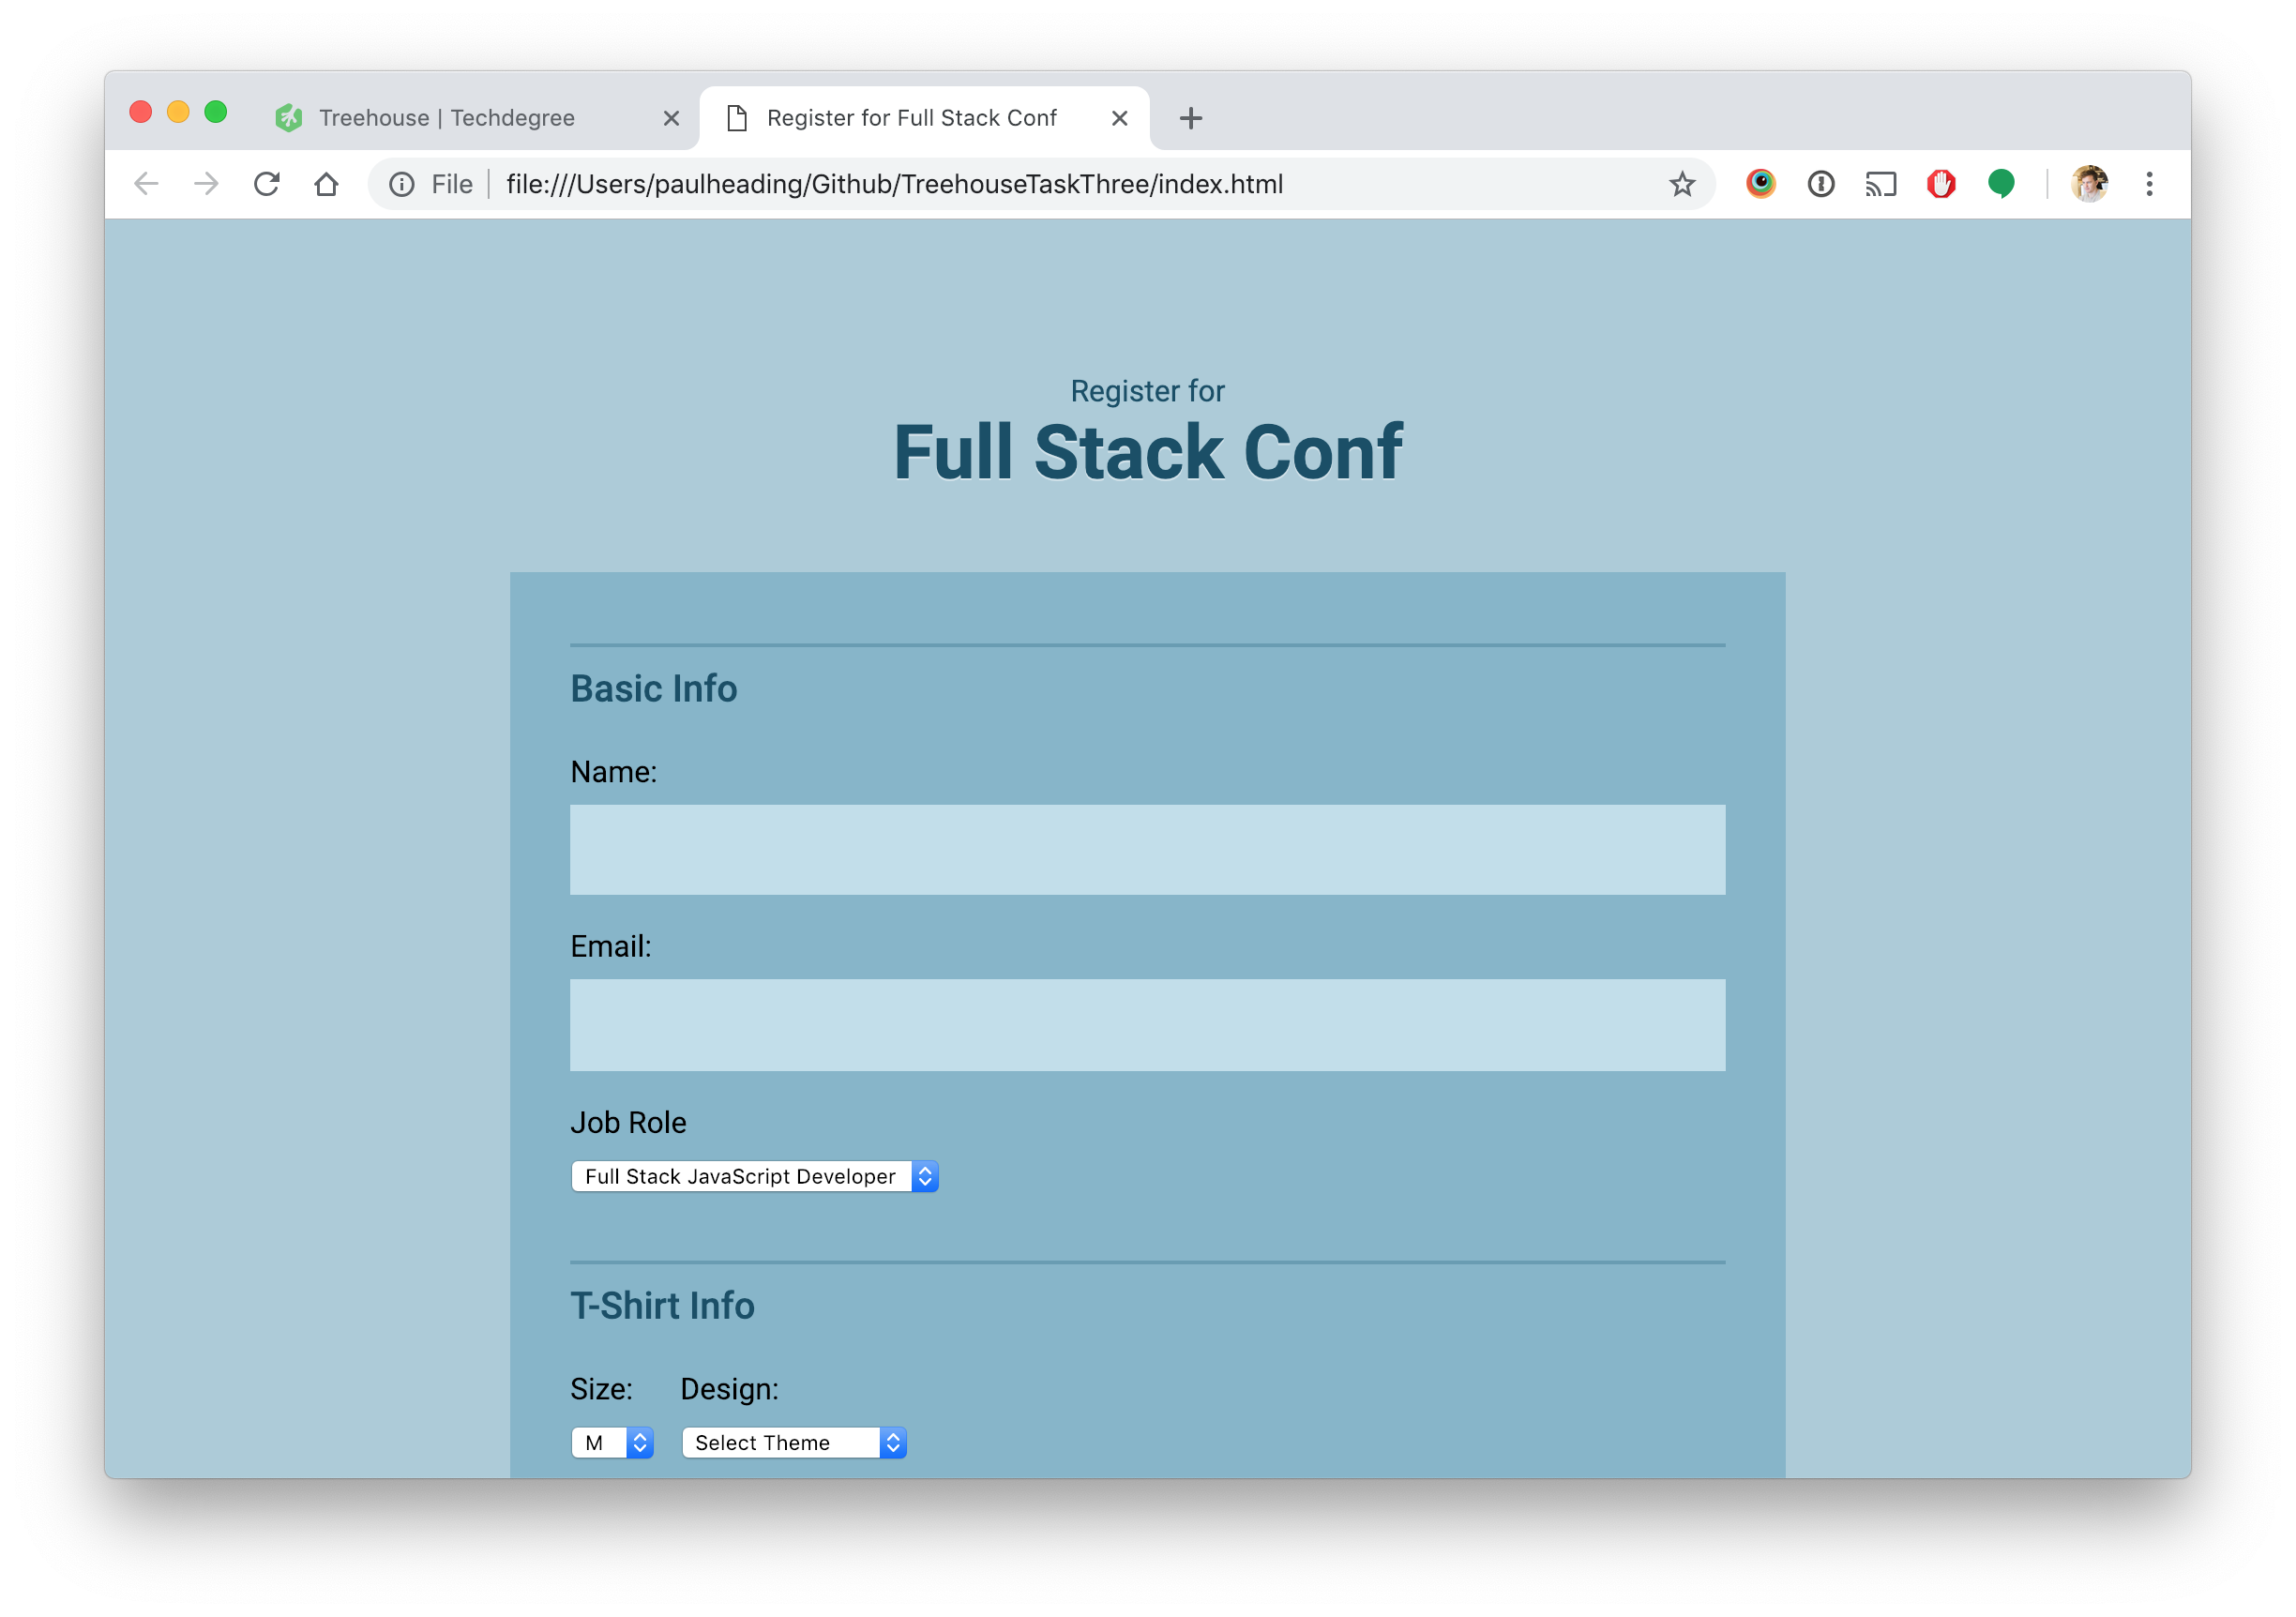 Treehouse | Techdegree
Register for Full Stack Conf
File
file:///Users/paulheading/Github/TreehouseTaskThree/index.html
Register for
Full Stack Conf
Basic Info
Name:
Email:
Job Role
Full Stack JavaScript Developer
T-Shirt Info
Size: Design:
M Select Theme